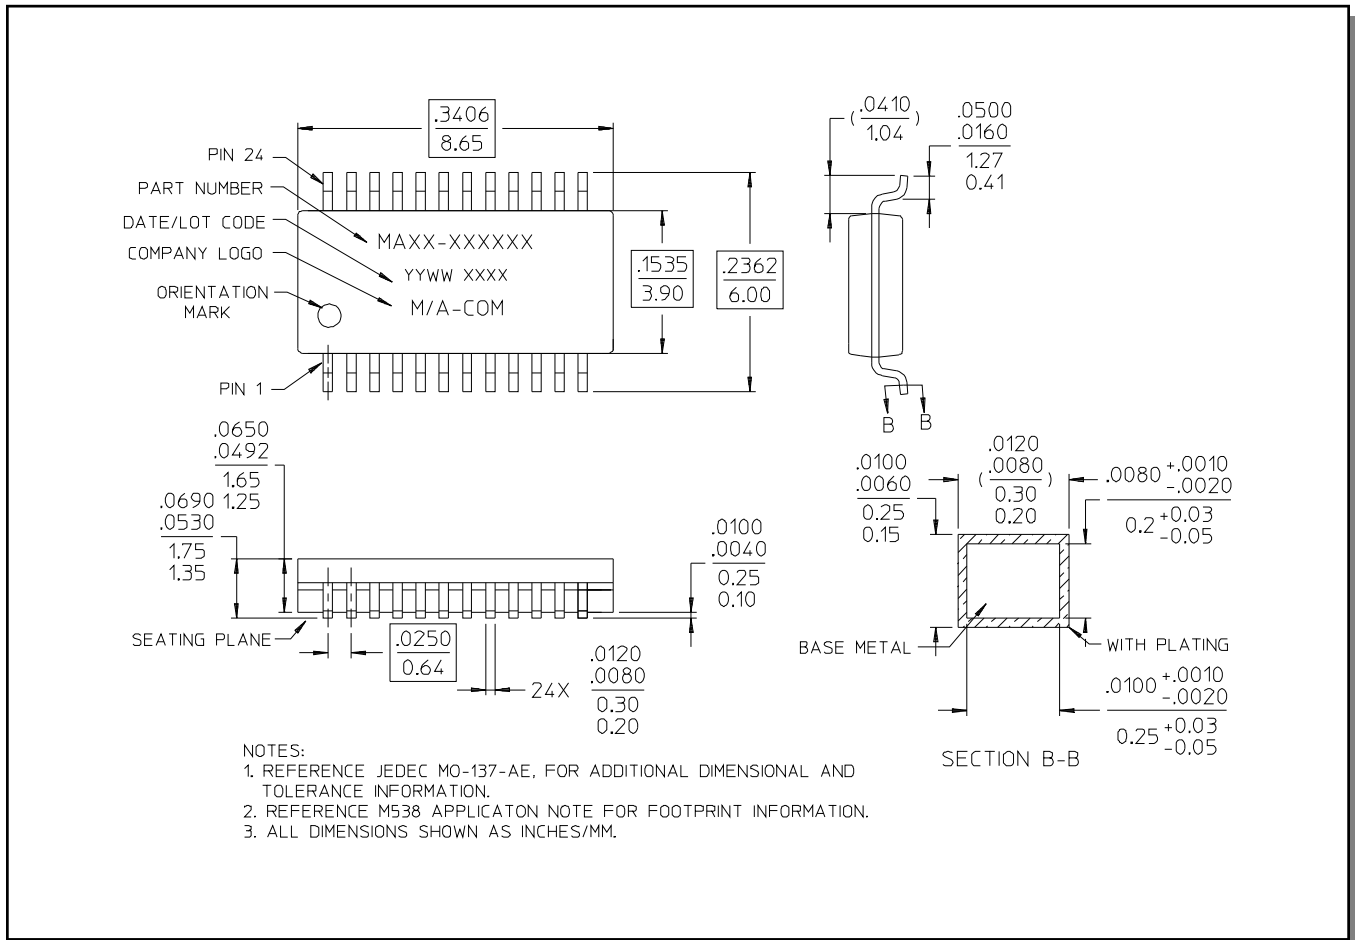 .3406
8.65
PIN 24
PART NUMBER
DATE/LOT CODE
COMPANY LOGO
ORIENTATION
MARK
PIN 1
MAXX-XXXXXX
YYWW XXXX
M/A-COM
.1535
3.90
.2362
6.00
(.0410)
1.04
.0500
.0160
1.27
0.41
B B
.0650
.0492
1.65
1.25
.0690
.0530
1.75
1.35
SEATING PLANE
.0250
0.64
24X
.0120
.0080
0.30
0.20
.0100
.0040
0.25
0.10
.0100
.0060
0.25
0.15
.0120
(.0080)
0.30
0.20
.0080 +.0010
-.0020
0.2 +0.03
-0.05
BASE METAL
WITH PLATING
.0100 +.0010
-.0020
0.25 +0.03
-0.05
SECTION B-B
NOTES:
1. REFERENCE JEDEC MO-137-AE, FOR ADDITIONAL DIMENSIONAL AND
TOLERANCE INFORMATION.
2. REFERENCE M538 APPLICATON NOTE FOR FOOTPRINT INFORMATION.
3. ALL DIMENSIONS SHOWN AS INCHES/MM.